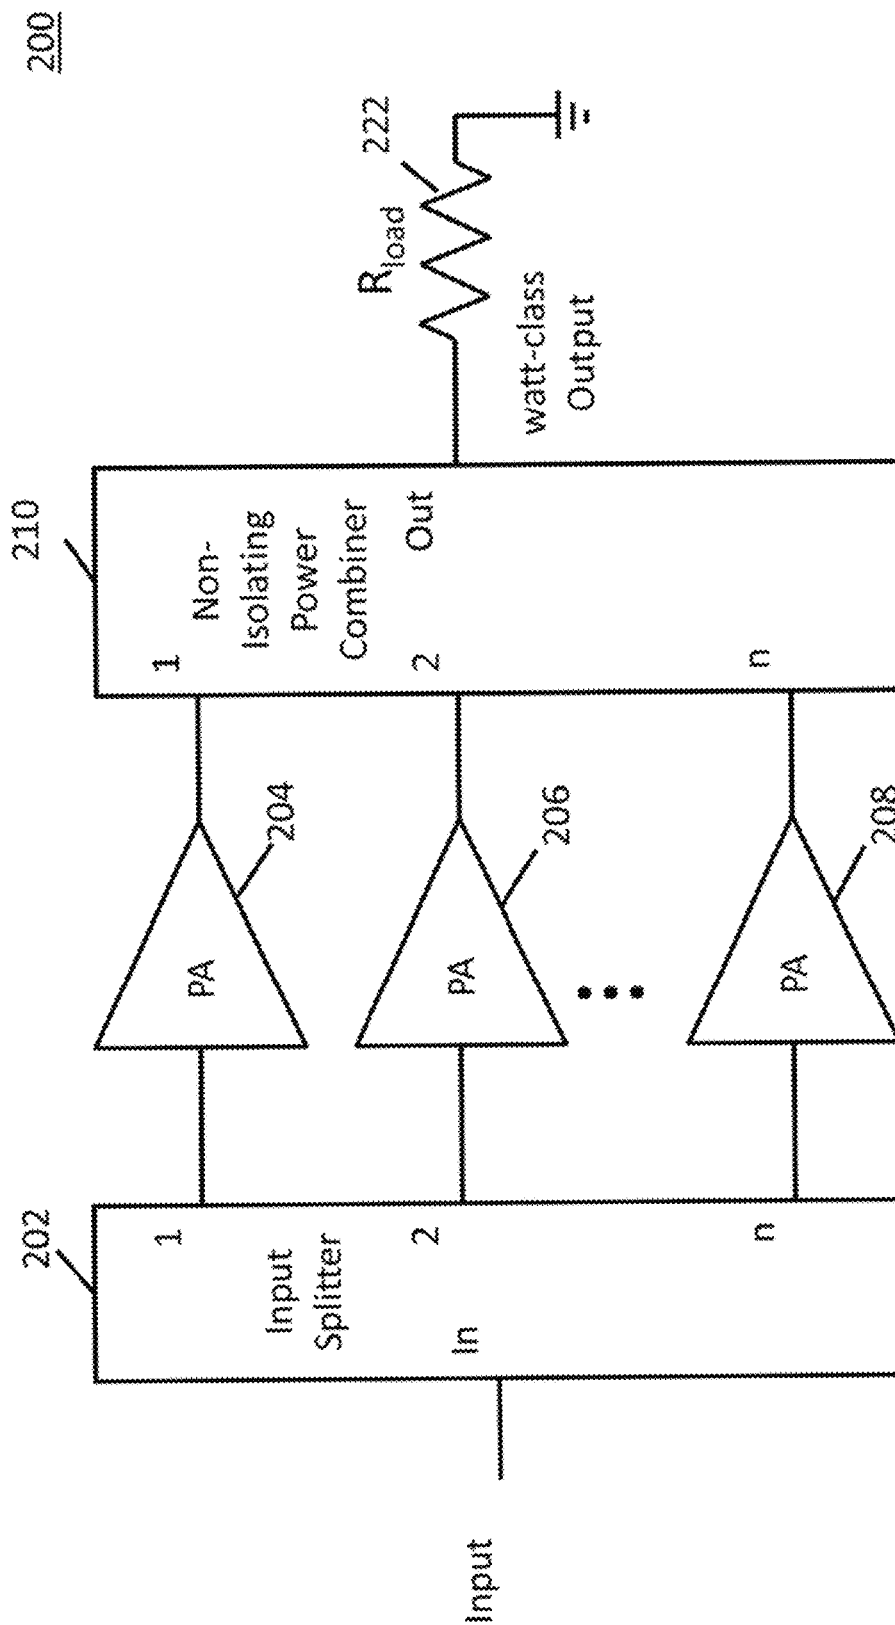 200
Input
202
Input
Splitter
In
1
2
n
PA
204
PA
206
PA
208
210
Non-
Isolating
Power
Combiner
1
2
n
Out
R_load
222
watt-class
Output